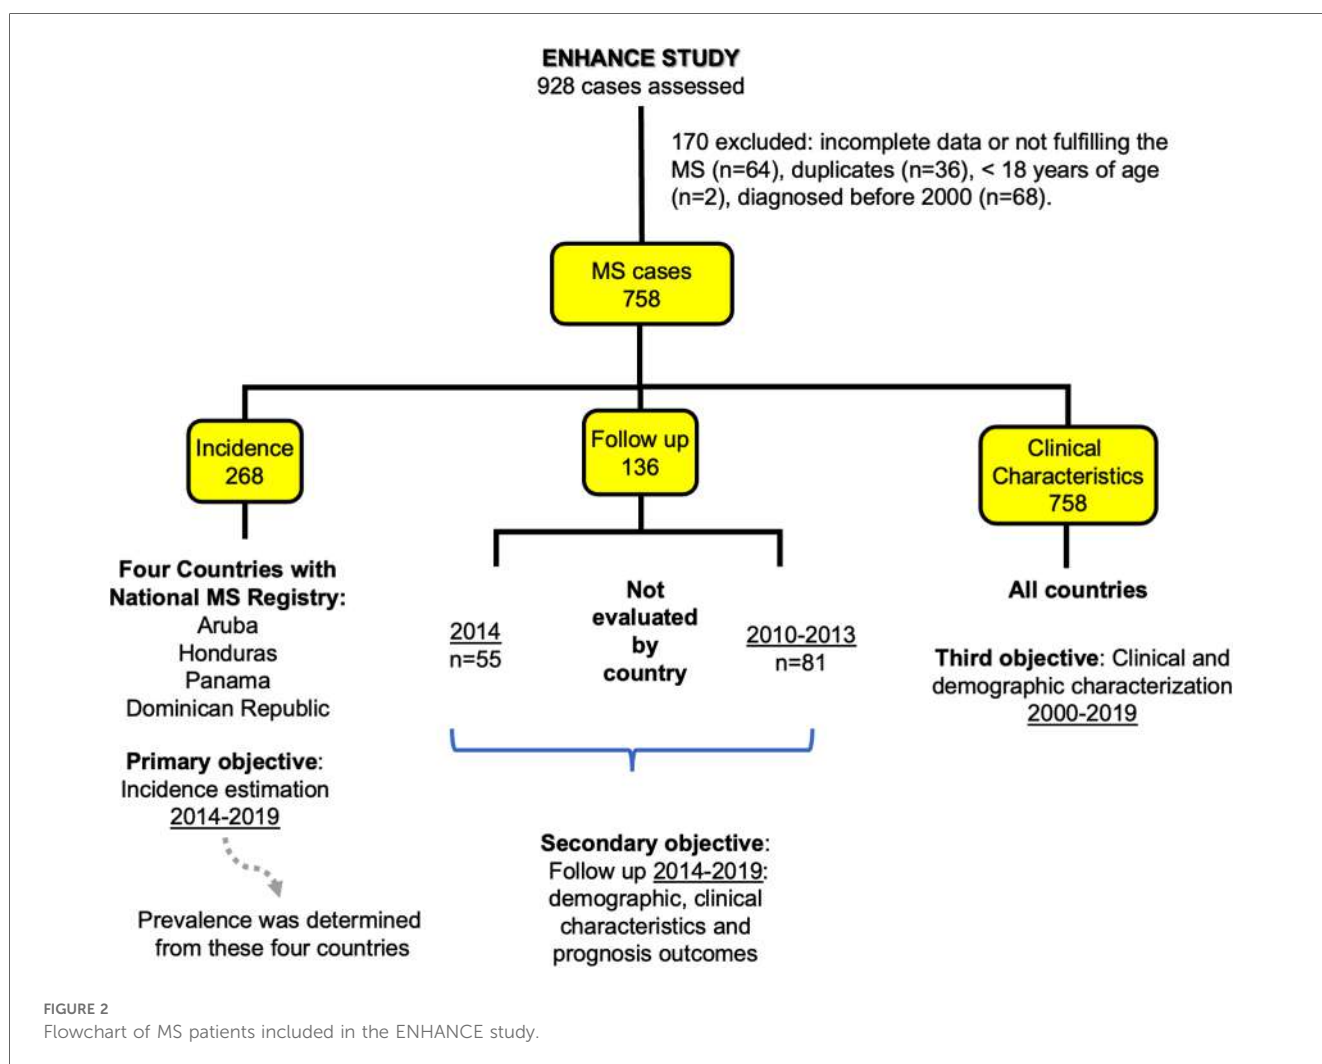 ENHANCE STUDY
928 cases assessed
170 excluded: incomplete data or not fulfilling the
MS (n=64), duplicates (n=36), < 18 years of age
(n=2), diagnosed before 2000 (n=68).
MS cases
758
Incidence
268
Four Countries with
National MS Registry:
Aruba
Honduras
Panama
Dominican Republic
Primary objective:
Incidence estimation
2014-2019
Prevalence was determined
from these four countries
Follow up
136
2014
n=55
Not
evaluated
by
country
2010-2013
n=81
Secondary objective:
Follow up 2014-2019:
demographic, clinical
characteristics and
prognosis outcomes
Clinical
Characteristics
758
All countries
Third objective: Clinical and
demographic characterization
2000-2019
FIGURE 2
Flowchart of MS patients included in the ENHANCE study.